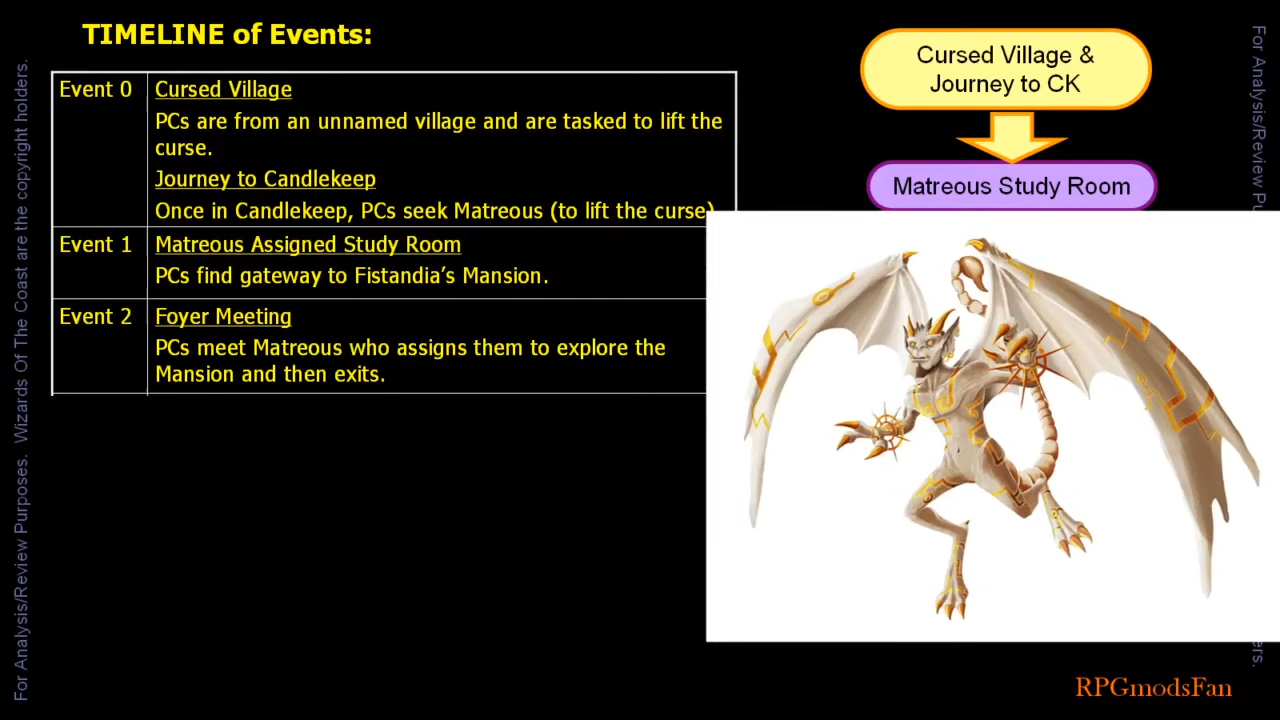 TIMELINE of Events:
Event 0
Cursed Village
PCs are from an unnamed village and are tasked to lift the
curse.
Journey to Candlekeep
Once in Candlekeep, PCs seek Matreous (to lift the curse)
Event 1
Matreous Assigned Study Room
PCs find gateway to Fistandia’s Mansion.
Event 2
Foyer Meeting
PCs meet Matreous who assigns them to explore the
Mansion and then exits.
Cursed Village &
Journey to CK
Matreous Study Room
For Analysis/Review Purposes. Wizards Of The Coast are the copyright holders.
For Analysis/Review
RPGmodsFan